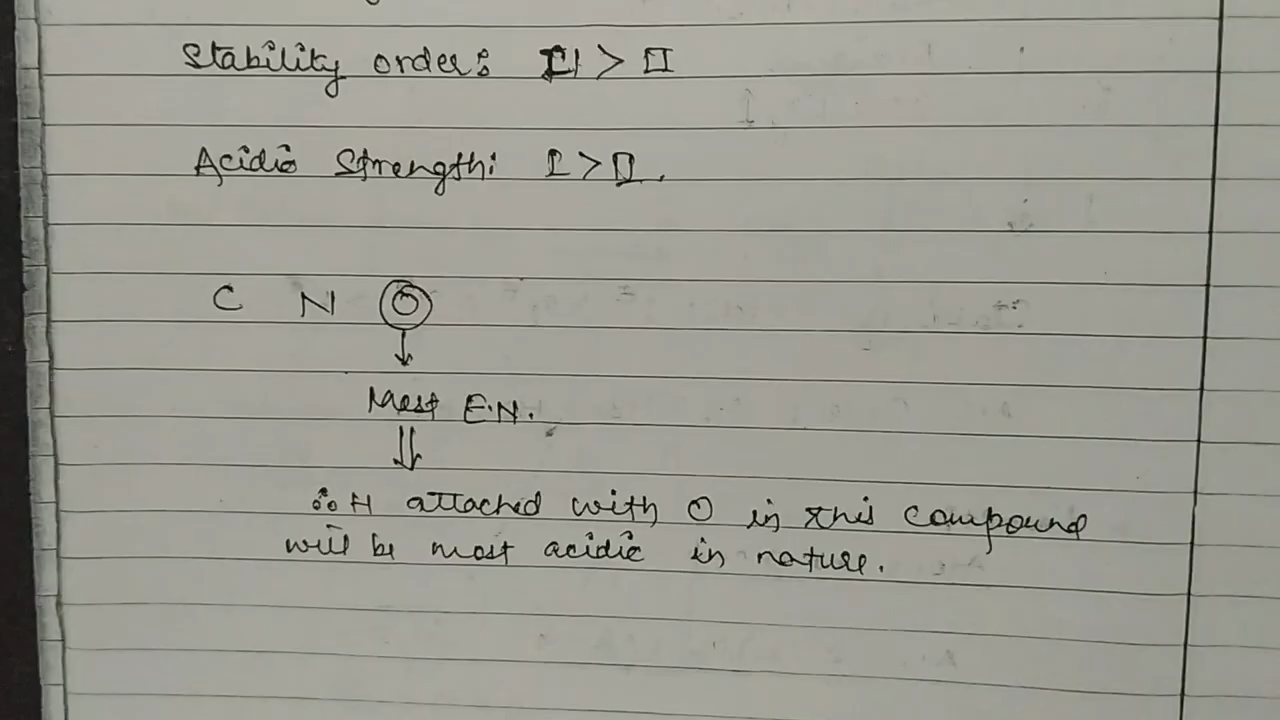 Stability order: I > II
Acidic Strength: I > II.
C N O
↓
Most E.N.
⇓
∴ H attached with O in this compound
will be most acidic in nature.